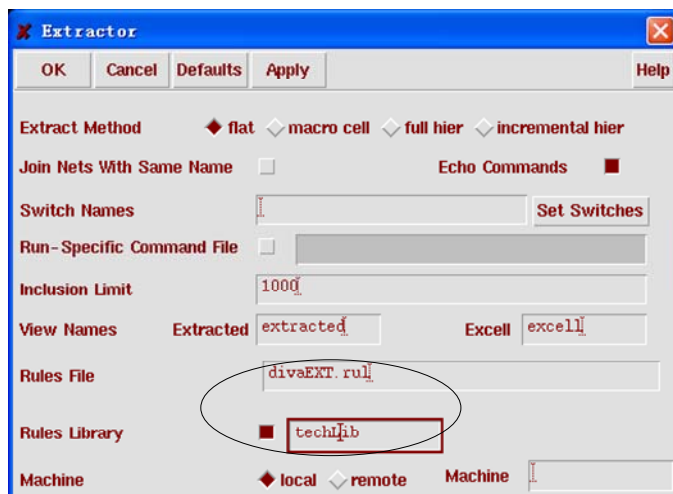 Extractor
OK Cancel Defaults Apply Help
Extract Method flat macro cell full hier incremental hier
Join Nets With Same Name Echo Commands
Switch Names Set Switches
Run-Specific Command File
Inclusion Limit 1000
View Names Extracted extracted Excell excell
Rules File divaEXT.rul
Rules Library techLib
Machine local remote Machine